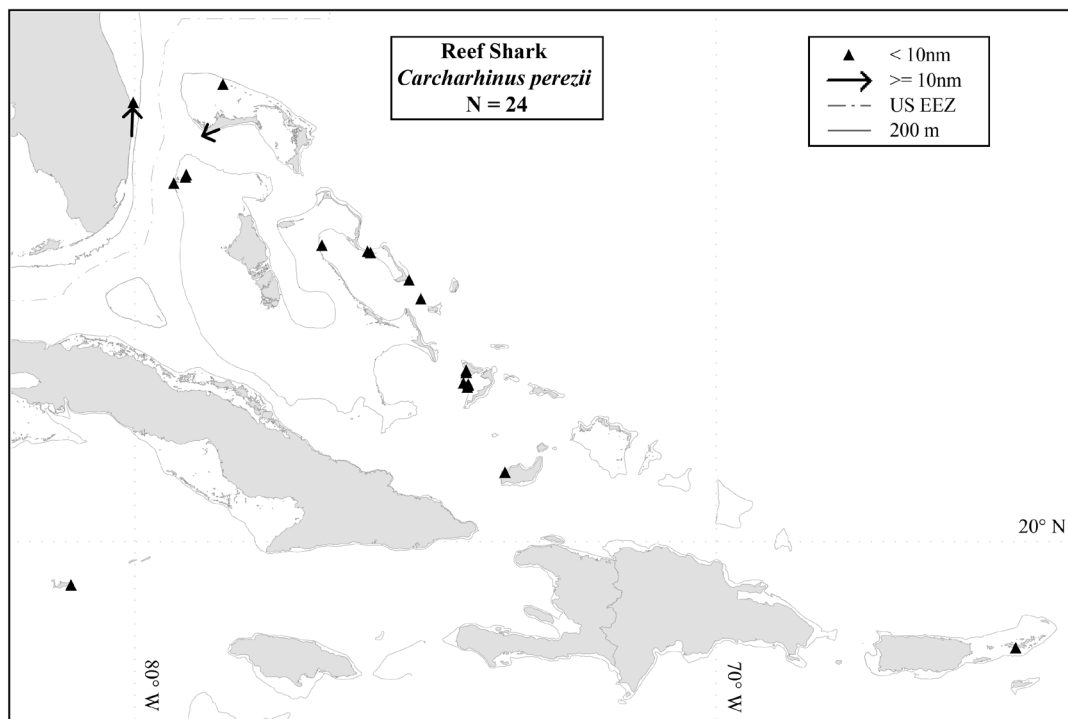 Reef Shark
Carcharhinus perezii
N = 24
< 10nm
>= 10nm
US EEZ
200 m
20° N
80° W
70° W